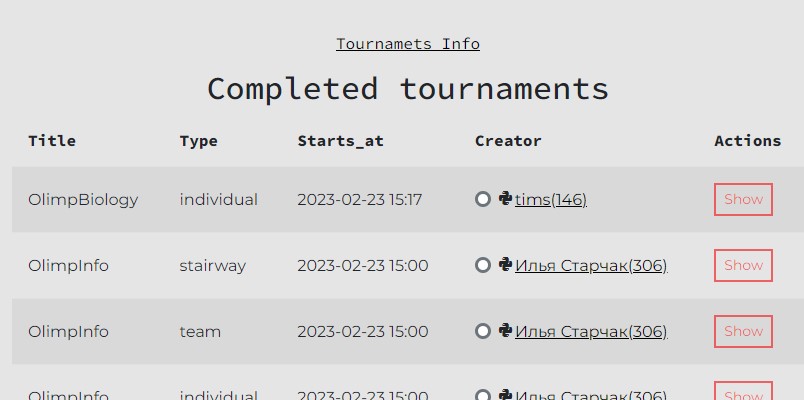 Tournamets Info
Completed tournaments
Title Type Starts_at Creator Actions
OlimpBiology individual 2023-02-23 15:17 tims(146) Show
OlimpInfo stairway 2023-02-23 15:00 Илья Старчак(306) Show
OlimpInfo team 2023-02-23 15:00 Илья Старчак(306) Show
OlimpInfo individual 2023-02-23 15:00 Илья Старчак(306) Show